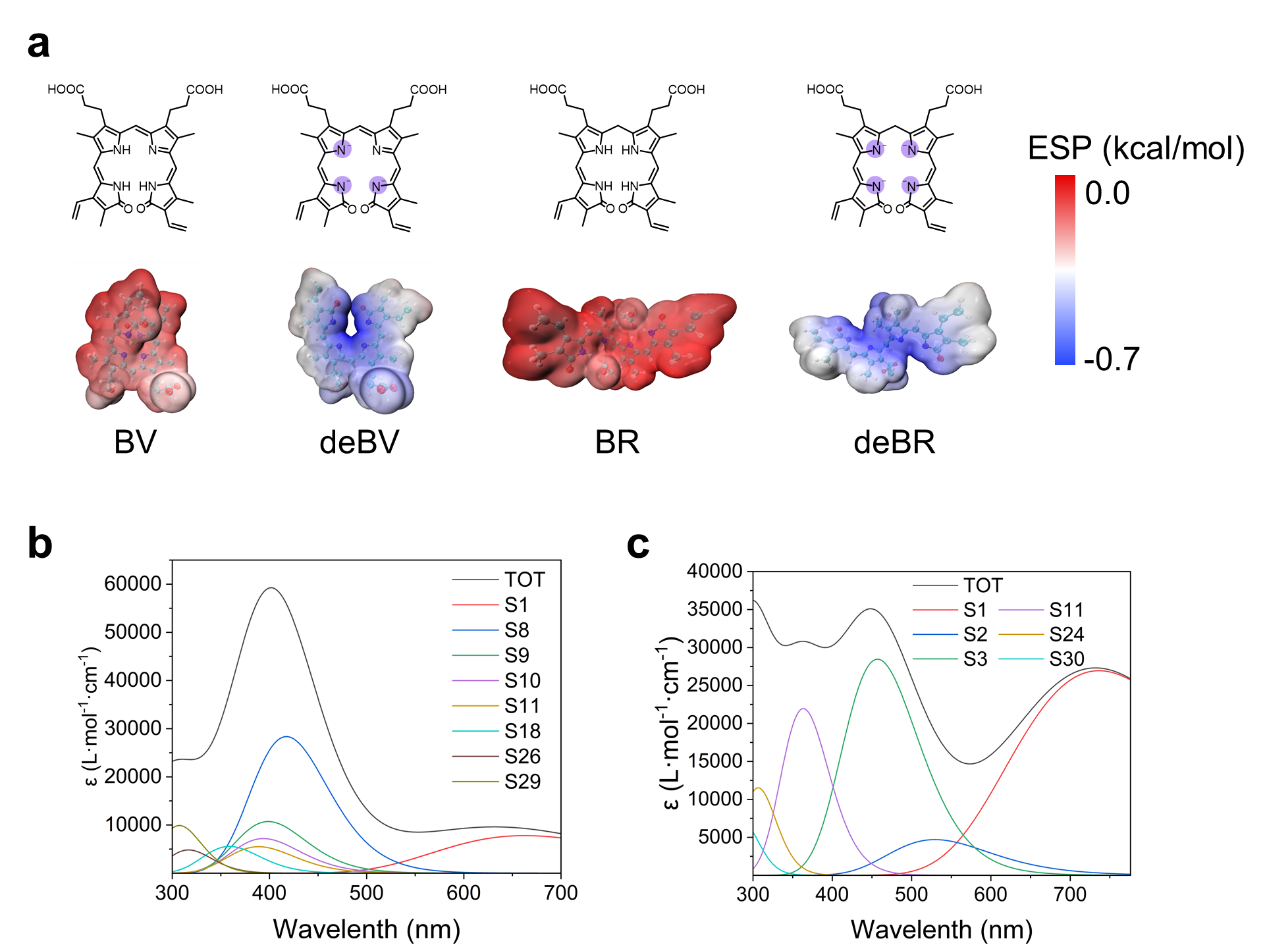 a
HOOC COOH HOOC COOH HOOC COOH HOOC COOH
NH N N⁻ N NH HN N⁻ N⁻
NH HN N⁻ N⁻ NH HN N⁻ N⁻
O O O O O O O O
ESP (kcal/mol)
0.0
-0.7
BV deBV BR deBR
b
ε (L·mol⁻¹·cm⁻¹)
60000
50000
40000
30000
20000
10000
300 400 500 600 700
Wavelenth (nm)
TOT
S1
S8
S9
S10
S11
S18
S26
S29
c
ε (L·mol⁻¹·cm⁻¹)
40000
35000
30000
25000
20000
15000
10000
5000
300 400 500 600 700
Wavelenth (nm)
TOT
S1 S11
S2 S24
S3 S30